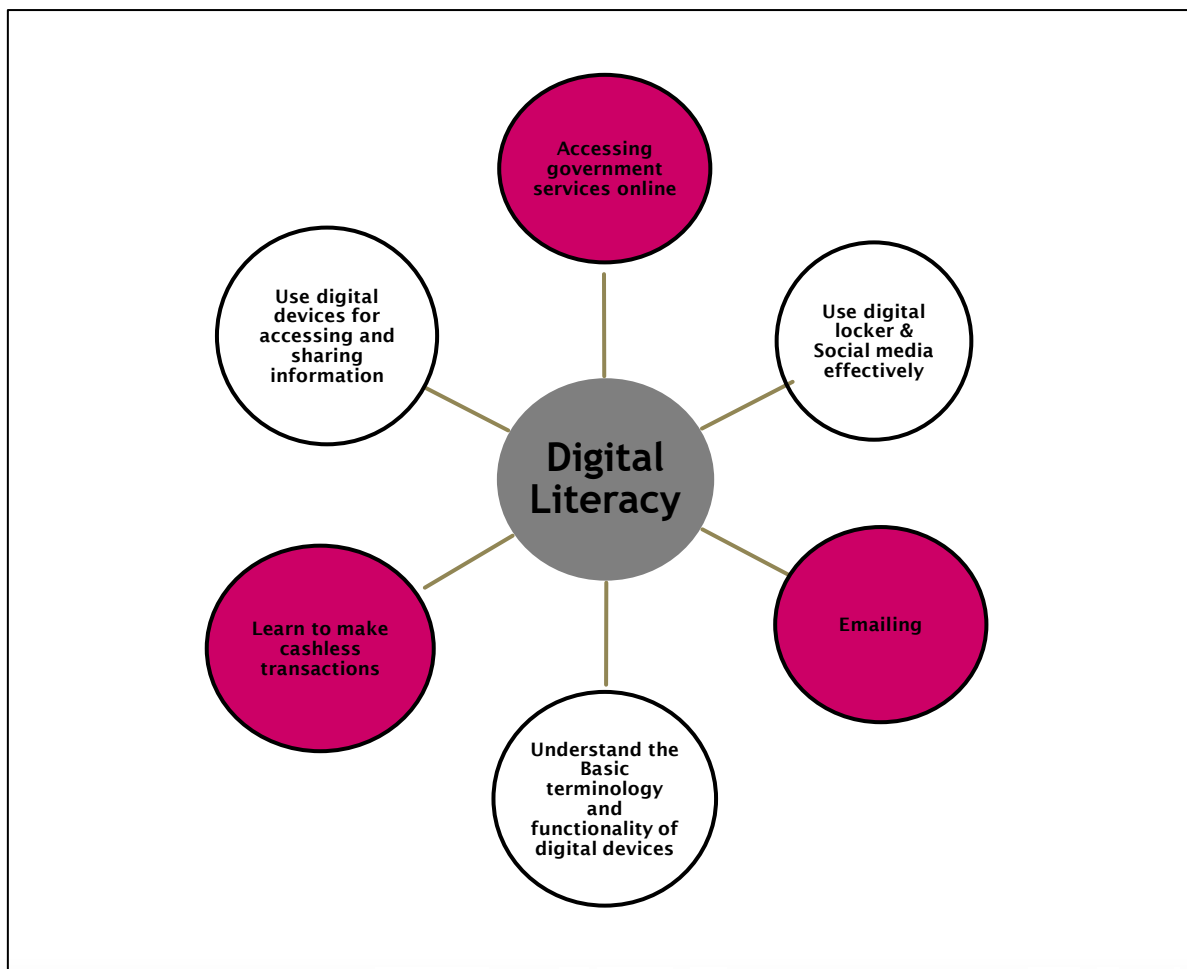 Accessing
government
services online
Use digital
devices for
accessing and
sharing
information
Use digital
locker &
Social media
effectively
Digital
Literacy
Learn to make
cashless
transactions
Emailing
Understand the
Basic
terminology
and
functionality of
digital devices